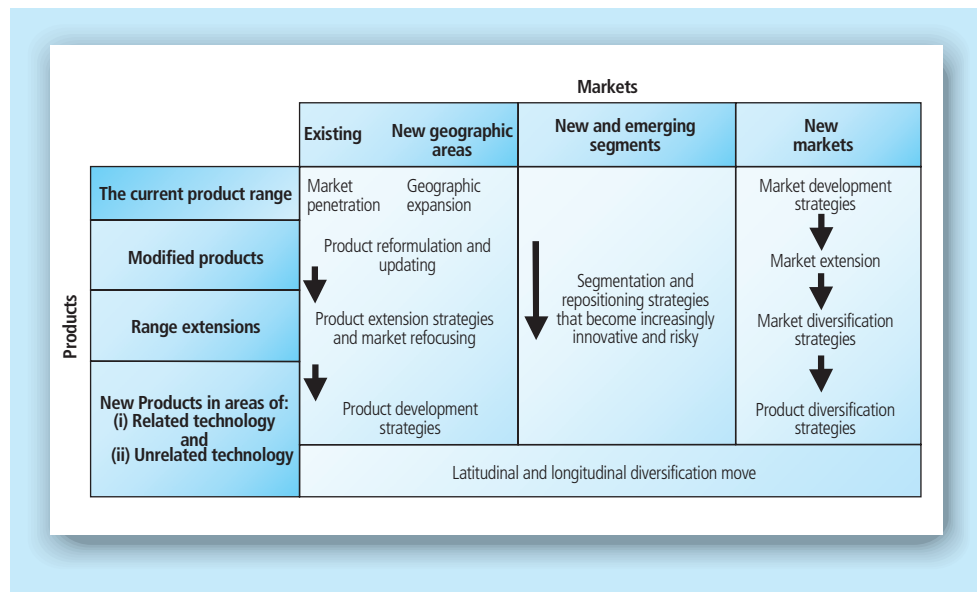 Markets
Existing
New geographic
areas
New and emerging
segments
New
markets
Products
The current product range
Market
penetration
Geographic
expansion
Market development
strategies
Modified products
Product reformulation and
updating
Market extension
Range extensions
Product extension strategies
and market refocusing
Segmentation and
repositioning strategies
that become increasingly
innovative and risky
Market diversification
strategies
New Products in areas of:
(i) Related technology
and
(ii) Unrelated technology
Product development
strategies
Product diversification
strategies
Latitudinal and longitudinal diversification move